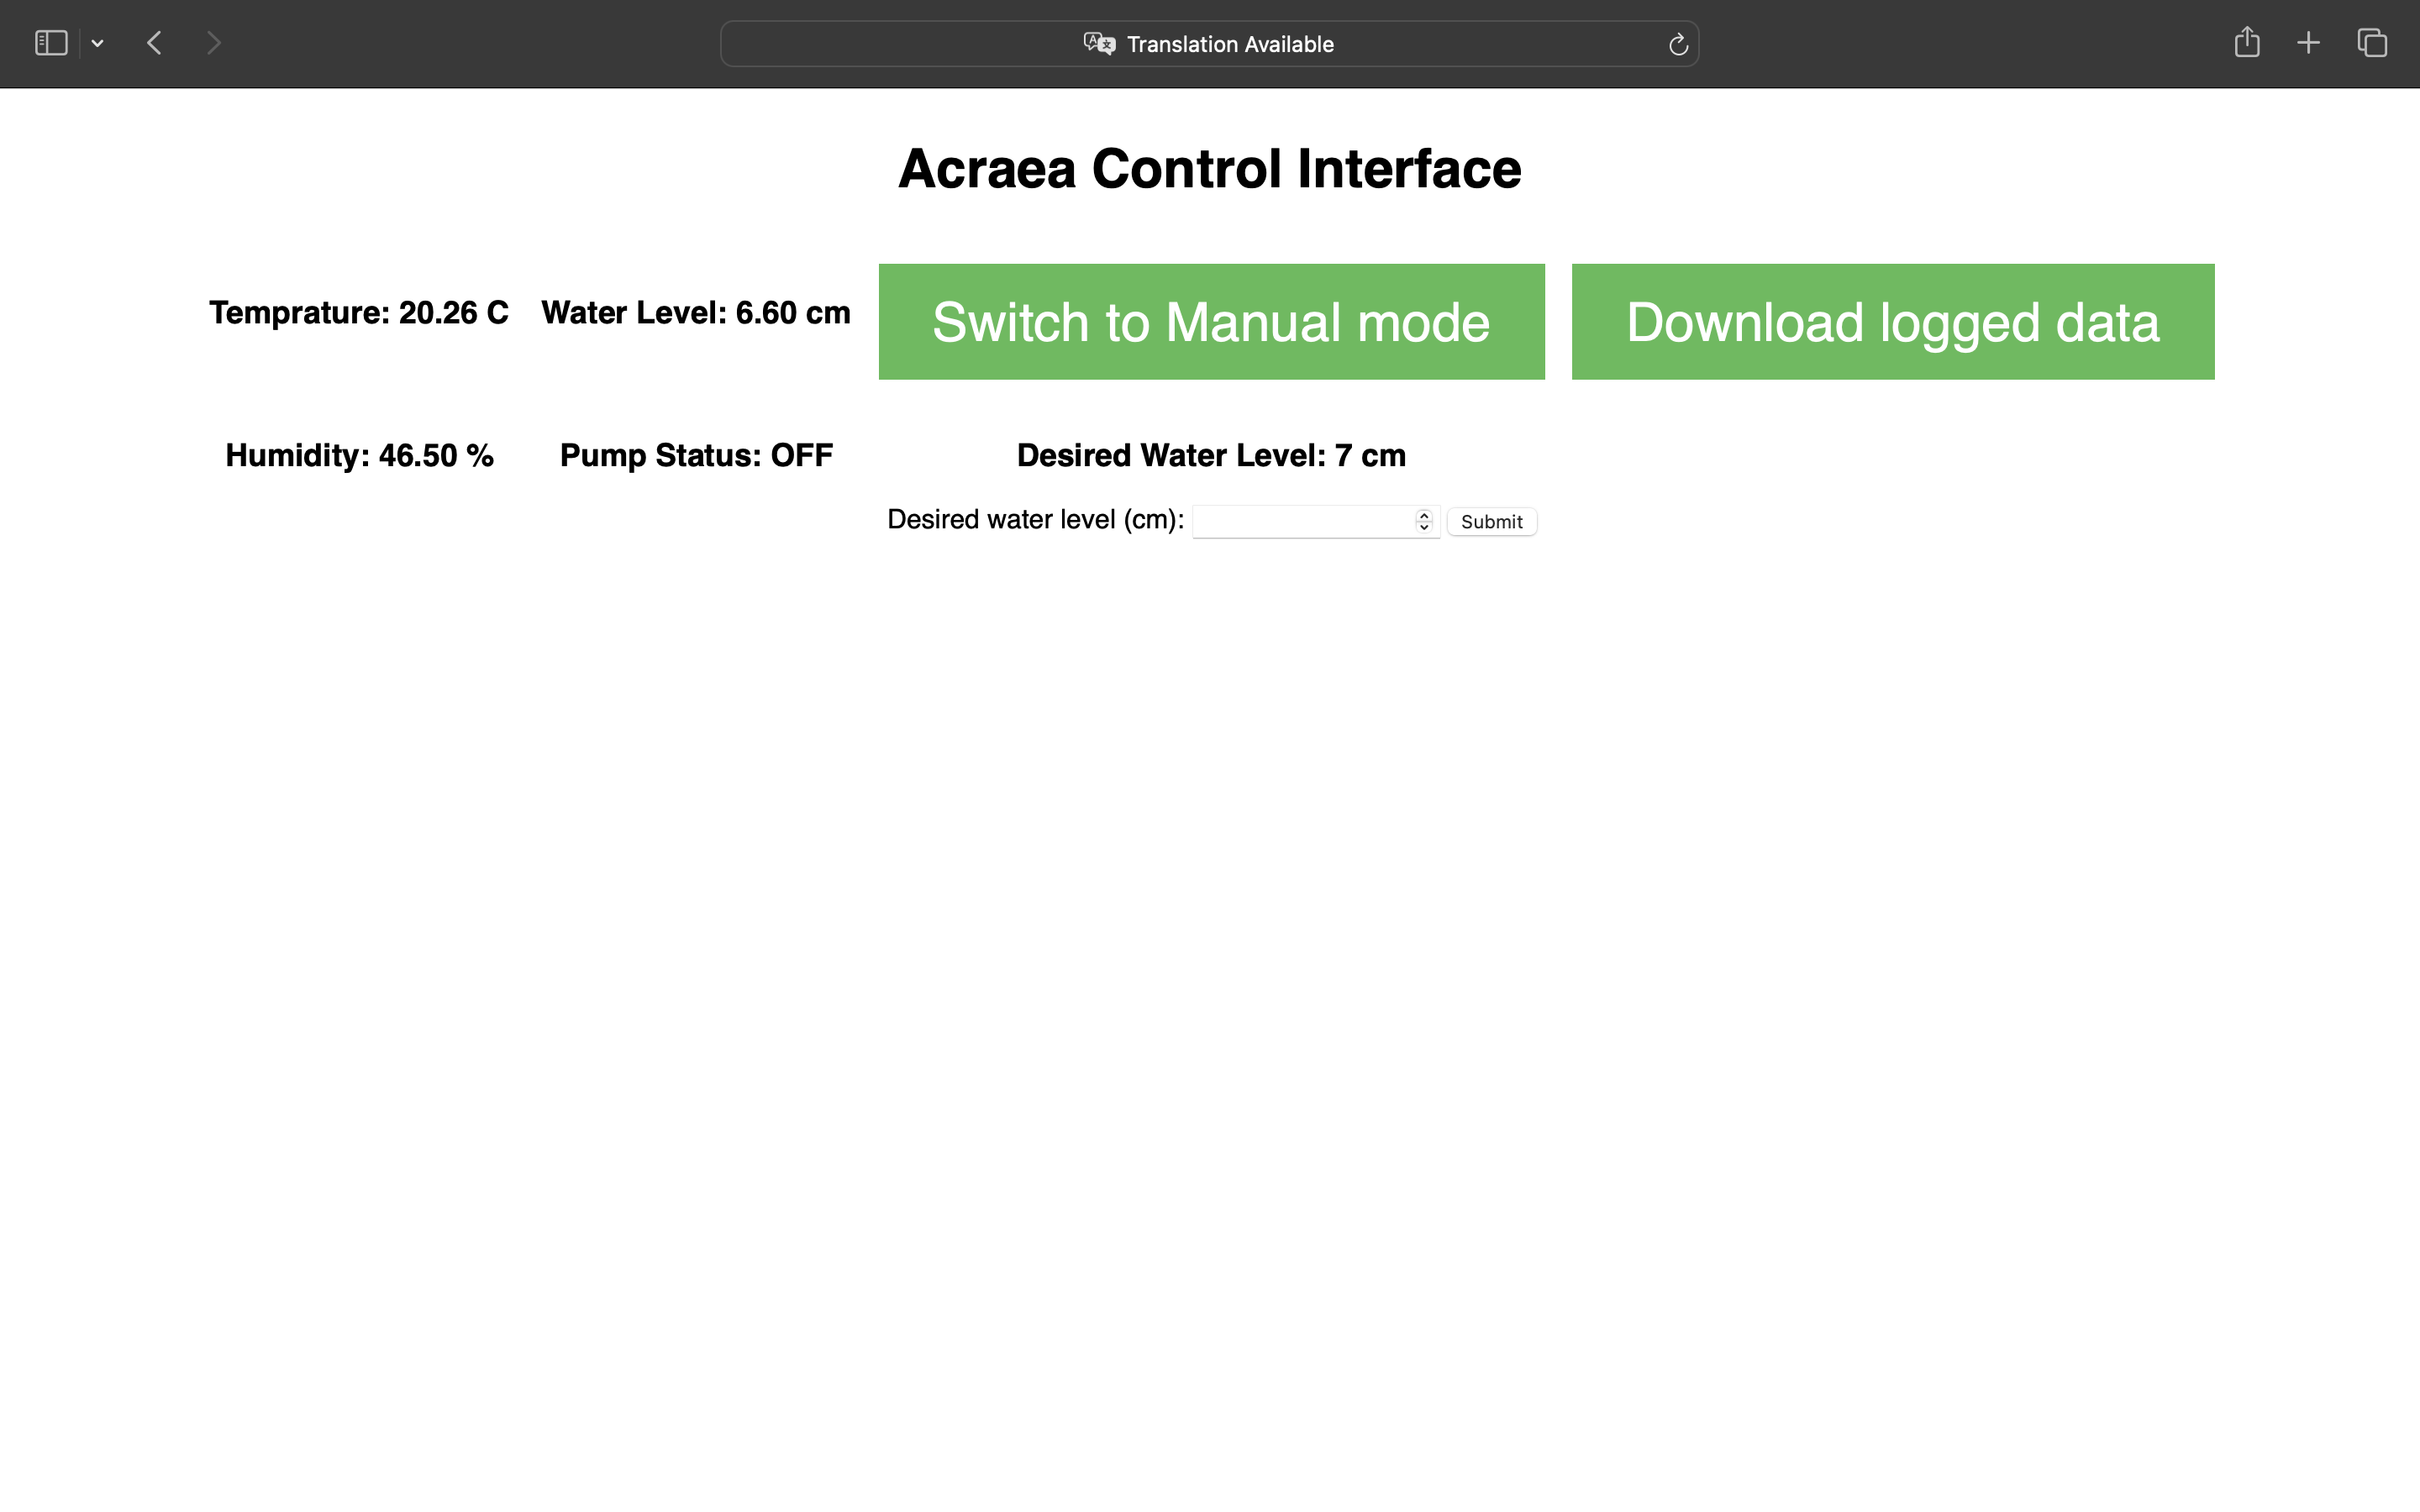 Translation Available
Acraea Control Interface
Temprature: 20.26 C Water Level: 6.60 cm Switch to Manual mode Download logged data
Humidity: 46.50 % Pump Status: OFF Desired Water Level: 7 cm
Desired water level (cm): Submit